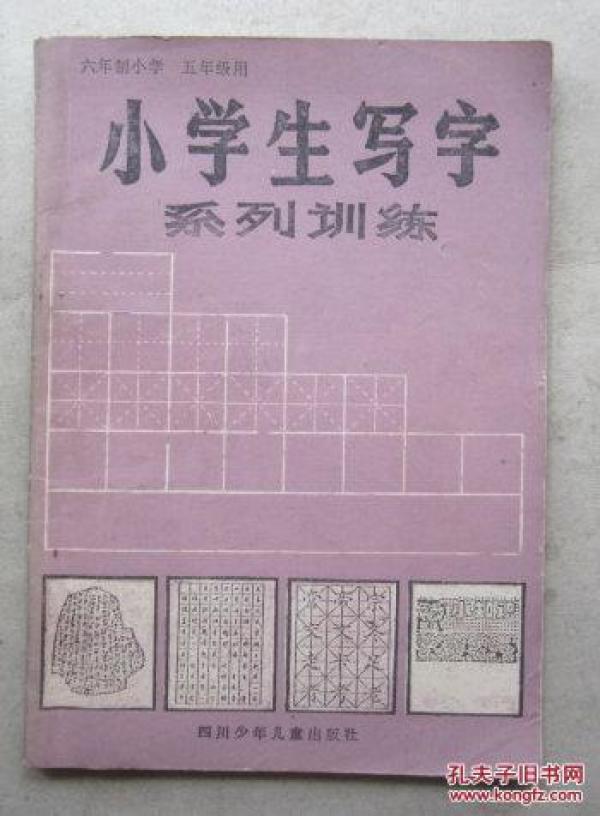 六年制小学 五年级用
小学生写字
系列训练
四川少年儿童出版社
孔夫子旧书网
www.kongfz.com